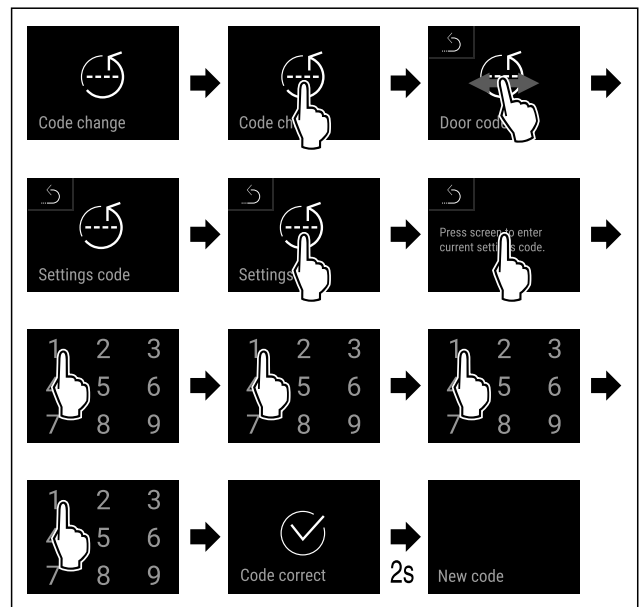 Code change
Code ch
Door code
Settings code
Settings
Press screen to enter
current settings code.
1 2 3
4 5 6
7 8 9
1 2 3
4 5 6
7 8 9
1 2 3
4 5 6
7 8 9
1 2 3
4 5 6
7 8 9
Code correct
2s
New code